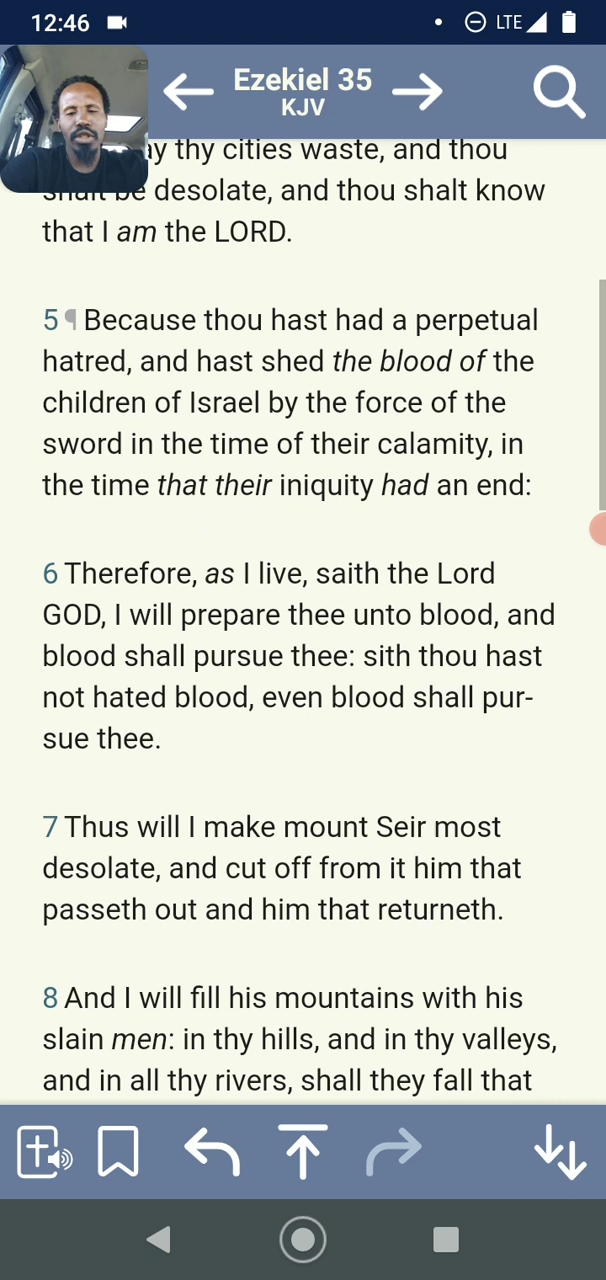 12:46
LTE
Ezekiel 35
KJV
ay thy cities waste, and thou
shalt be desolate, and thou shalt know
that I am the LORD.
5 ¶ Because thou hast had a perpetual
hatred, and hast shed the blood of the
children of Israel by the force of the
sword in the time of their calamity, in
the time that their iniquity had an end:
6 Therefore, as I live, saith the Lord
GOD, I will prepare thee unto blood, and
blood shall pursue thee: sith thou hast
not hated blood, even blood shall pur-
sue thee.
7 Thus will I make mount Seir most
desolate, and cut off from it him that
passeth out and him that returneth.
8 And I will fill his mountains with his
slain men: in thy hills, and in thy valleys,
and in all thy rivers, shall they fall that